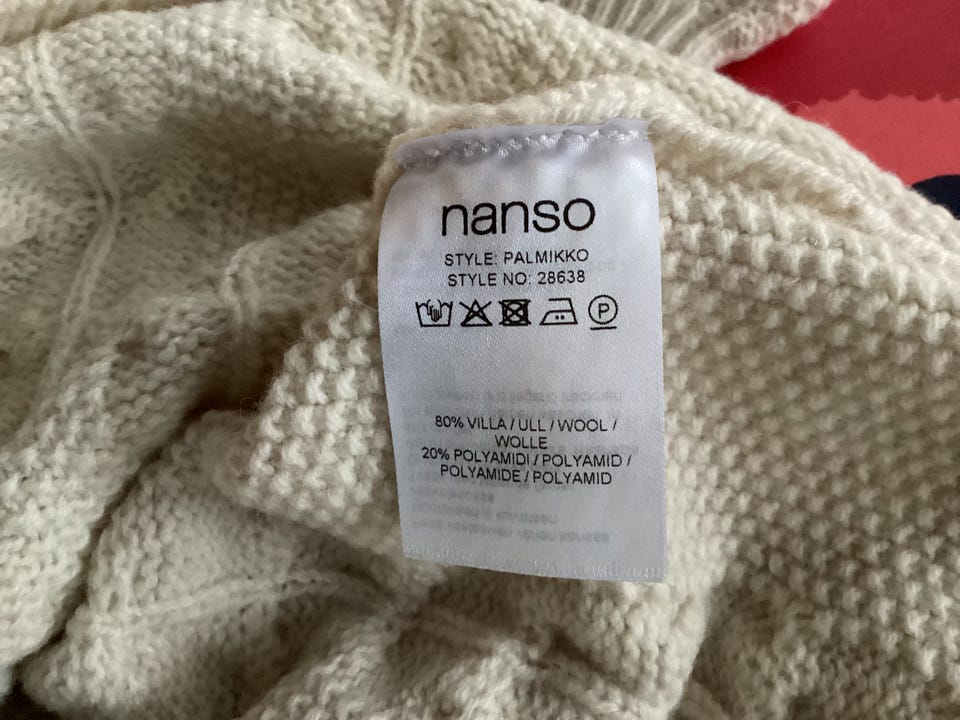 nanso
STYLE: PALMIKKO
STYLE NO: 28638
P
80% VILLA / ULL / WOOL /
WOLLE
20% POLYAMIDI / POLYAMID /
POLYAMIDE / POLYAMID